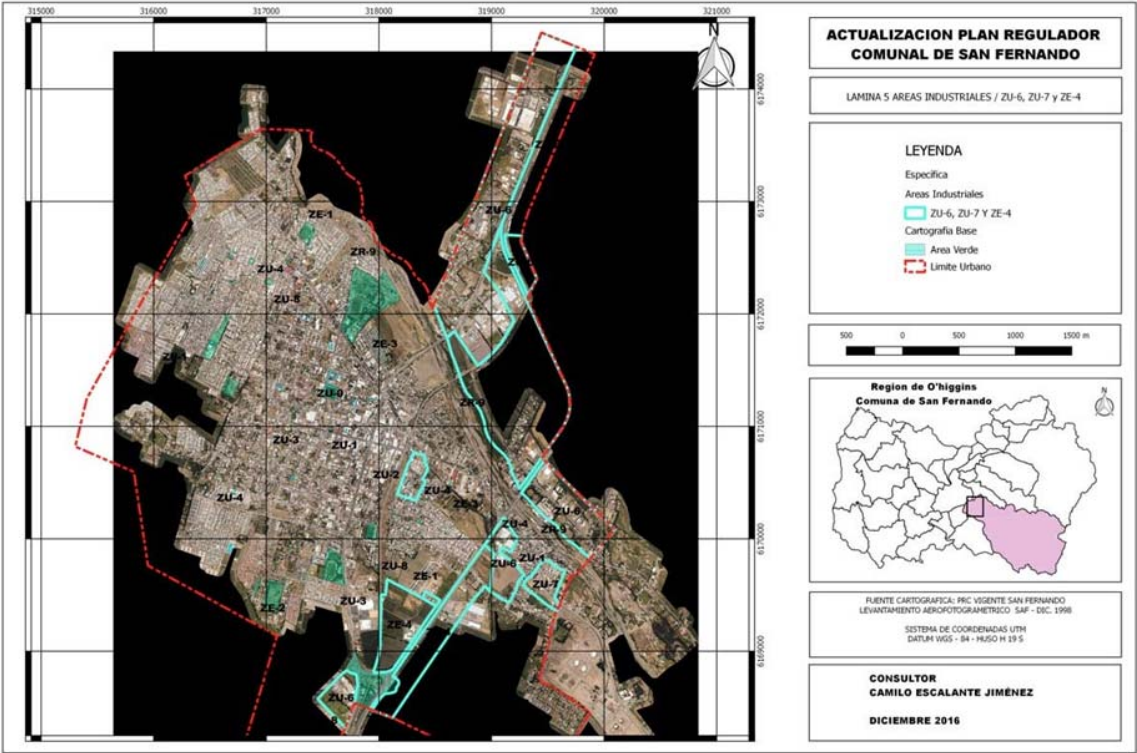 315000 316000 317000 318000 319000 320000 321000
N
6174000
6173000
6172000
6171000
6170000
6169000
ZU-6
ZE-1
ZR-9
ZU-4
ZU-8
ZE-3
ZU-1
ZU-9
ZR-9
ZU-3
ZU-1
ZU-2
ZU-4
ZU-6
ZU-4
ZR-9
ZU-8
ZU-6
ZU-1
ZE-1
ZU-7
ZU-3
ZE-2
ZE-4
ZU-6
ACTUALIZACION PLAN REGULADOR
COMUNAL DE SAN FERNANDO
LAMINA 5 AREAS INDUSTRIALES / ZU-6, ZU-7 y ZE-4
LEYENDA
Específica
Areas Industriales
ZU-6, ZU-7 Y ZE-4
Cartografia Base
Area Verde
Limite Urbano
500 0 500 1000 1500 m
Region de O'higgins
Comuna de San Fernando
N
FUENTE CARTOGRAFICA: PRC VIGENTE SAN FERNANDO
LEVANTAMIENTO AEROFOTOGRAMETRICO SAF - DIC. 1998
SISTEMA DE COORDENADAS UTM
DATUM WGS - 84 - HUSO H 19 S
CONSULTOR
CAMILO ESCALANTE JIMÉNEZ
DICIEMBRE 2016